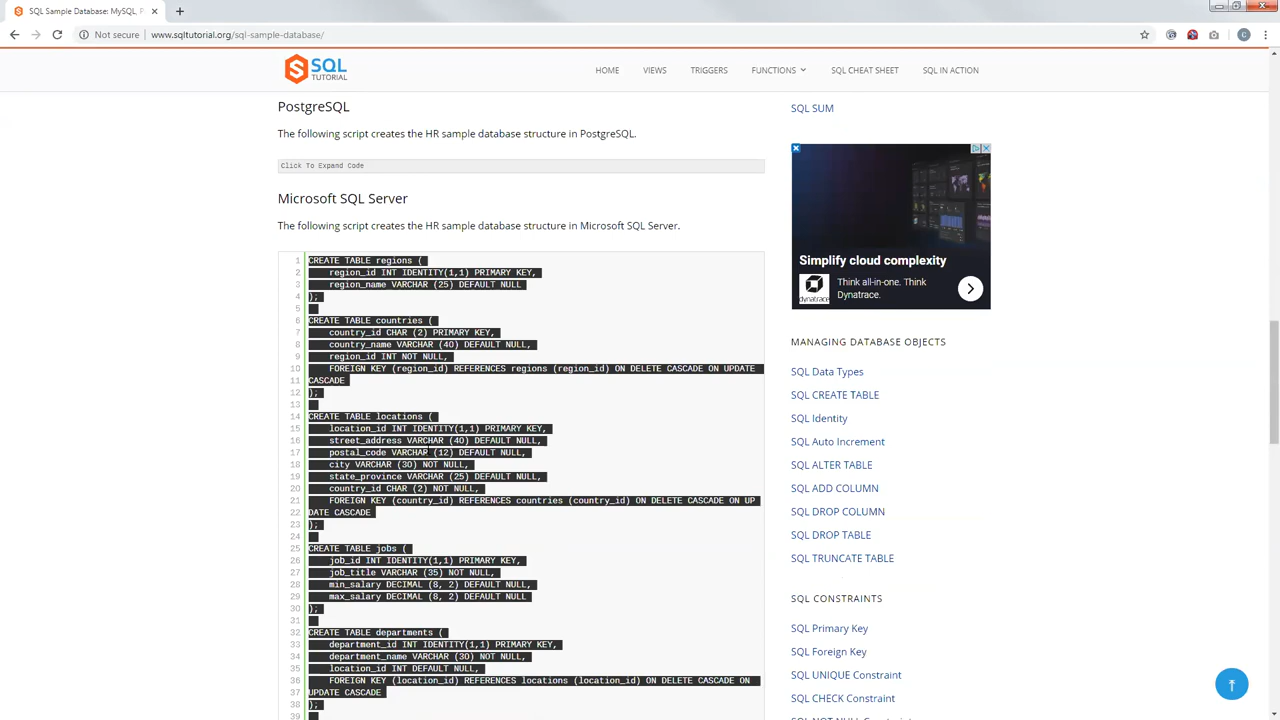 SQL Sample Database: MySQL, P
Not secure | www.sqltutorial.org/sql-sample-database/
SQL TUTORIAL
HOME VIEWS TRIGGERS FUNCTIONS SQL CHEAT SHEET SQL IN ACTION
PostgreSQL
The following script creates the HR sample database structure in PostgreSQL.
Click To Expand Code
Microsoft SQL Server
The following script creates the HR sample database structure in Microsoft SQL Server.
1 CREATE TABLE regions (
2 region_id INT IDENTITY(1,1) PRIMARY KEY,
3 region_name VARCHAR (25) DEFAULT NULL
4 );
5
6 CREATE TABLE countries (
7 country_id CHAR (2) PRIMARY KEY,
8 country_name VARCHAR (40) DEFAULT NULL,
9 region_id INT NOT NULL,
10 FOREIGN KEY (region_id) REFERENCES regions (region_id) ON DELETE CASCADE ON UPDATE
11 CASCADE
12 );
13
14 CREATE TABLE locations (
15 location_id INT IDENTITY(1,1) PRIMARY KEY,
16 street_address VARCHAR (40) DEFAULT NULL,
17 postal_code VARCHAR (12) DEFAULT NULL,
18 city VARCHAR (30) NOT NULL,
19 state_province VARCHAR (25) DEFAULT NULL,
20 country_id CHAR (2) NOT NULL,
21 FOREIGN KEY (country_id) REFERENCES countries (country_id) ON DELETE CASCADE ON UP
22 DATE CASCADE
23 );
24
25 CREATE TABLE jobs (
26 job_id INT IDENTITY(1,1) PRIMARY KEY,
27 job_title VARCHAR (35) NOT NULL,
28 min_salary DECIMAL (8, 2) DEFAULT NULL,
29 max_salary DECIMAL (8, 2) DEFAULT NULL
30 );
31
32 CREATE TABLE departments (
33 department_id INT IDENTITY(1,1) PRIMARY KEY,
34 department_name VARCHAR (30) NOT NULL,
35 location_id INT DEFAULT NULL,
36 FOREIGN KEY (location_id) REFERENCES locations (location_id) ON DELETE CASCADE ON
37 UPDATE CASCADE
38 );
39
SQL SUM
Simplify cloud complexity
dynatrace
Think all-in-one. Think
Dynatrace.
MANAGING DATABASE OBJECTS
SQL Data Types
SQL CREATE TABLE
SQL Identity
SQL Auto Increment
SQL ALTER TABLE
SQL ADD COLUMN
SQL DROP COLUMN
SQL DROP TABLE
SQL TRUNCATE TABLE
SQL CONSTRAINTS
SQL Primary Key
SQL Foreign Key
SQL UNIQUE Constraint
SQL CHECK Constraint
SQL NOT NULL Constraint